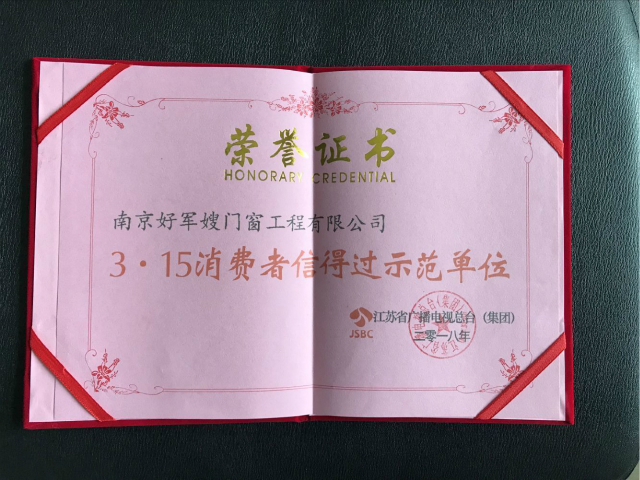 荣誉证书
HONORARY CREDENTIAL
南京好军嫂门窗工程有限公司
3·15消费者信得过示范单位
JSBC
江苏省广播电视总台（集团）
二零一八年